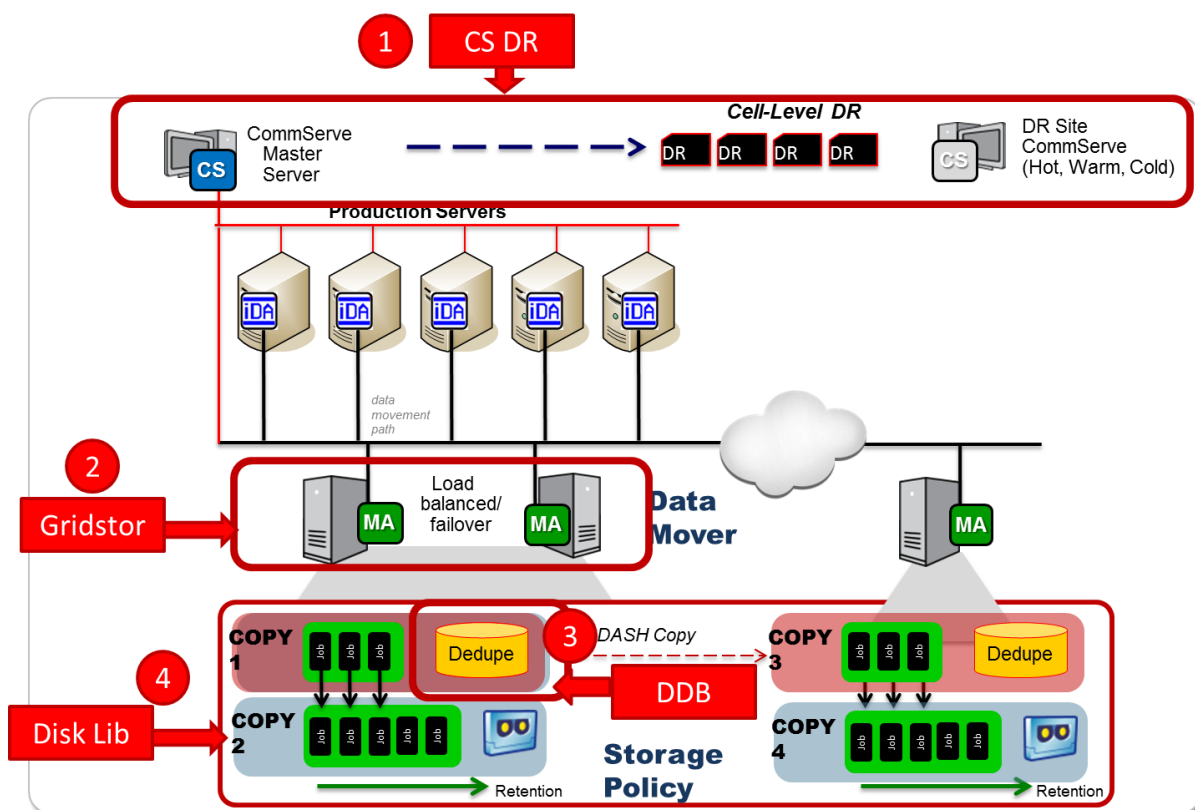 1
CS DR
CommServe
Master
Server
CS
Cell-Level DR
DR DR DR DR
CS
DR Site
CommServe
(Hot, Warm, Cold)
Production Servers
iDA iDA iDA iDA iDA
data
movement
path
2
Gridstor
Load
balanced/
failover
MA
MA
Data
Mover
MA
COPY
1
Job Job Job
Dedupe
3
DASH Copy
COPY
3
Job Job Job
Dedupe
DDB
4
Disk Lib
COPY
2
Job Job Job Job Job
Retention
Storage
Policy
COPY
4
Job Job Job Job Job
Retention